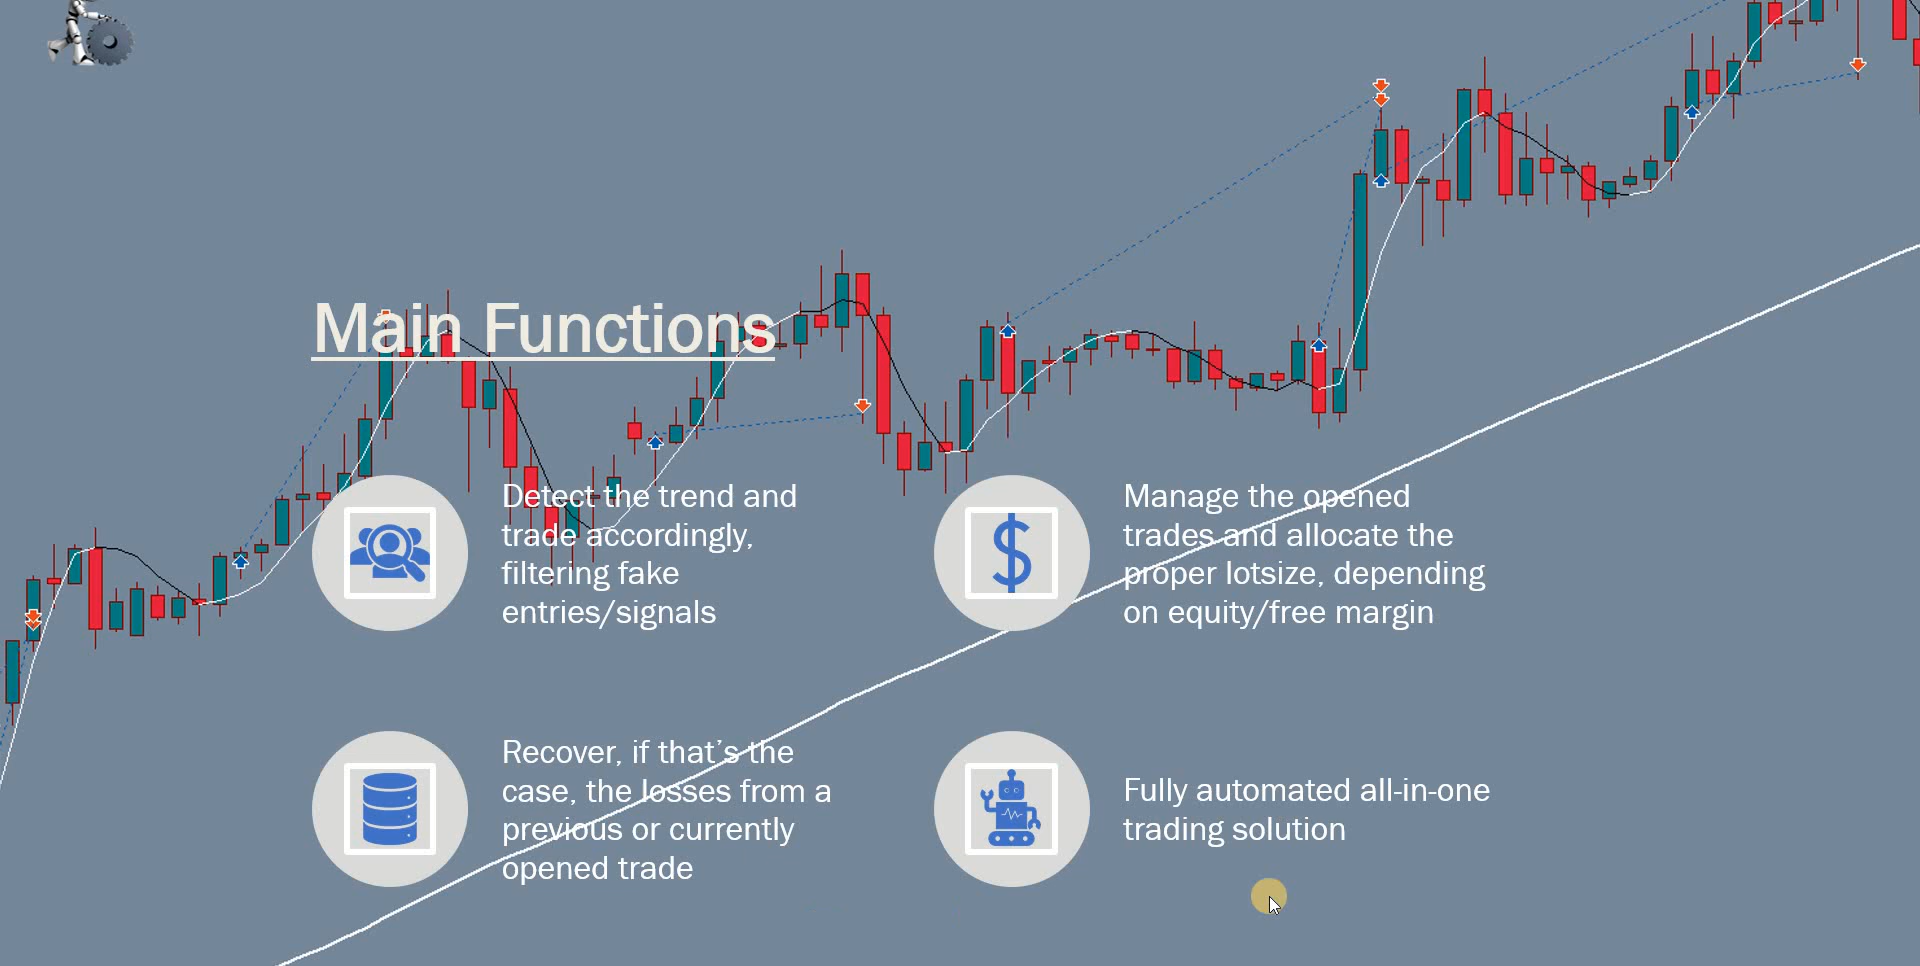 Main Functions
Detect the trend and
trade accordingly,
filtering fake
entries/signals
Manage the opened
trades and allocate the
proper lotsize, depending
on equity/free margin
Recover, if that’s the
case, the losses from a
previous or currently
opened trade
Fully automated all-in-one
trading solution